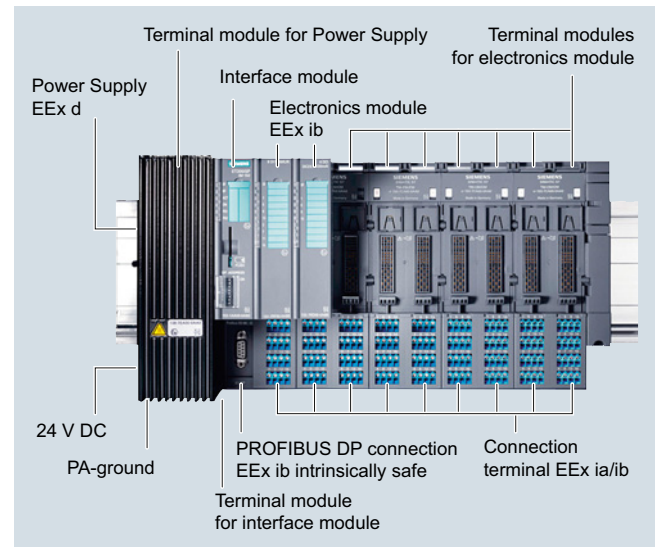 Terminal module for Power Supply
Terminal modules
for electronics module
Interface module
Power Supply
EEx d
Electronics module
EEx ib
SIEMENS
SIEMENS
SIEMENS
24 V DC
PA-ground
PROFIBUS DP connection
EEx ib intrinsically safe
Connection
terminal EEx ia/ib
Terminal module
for interface module